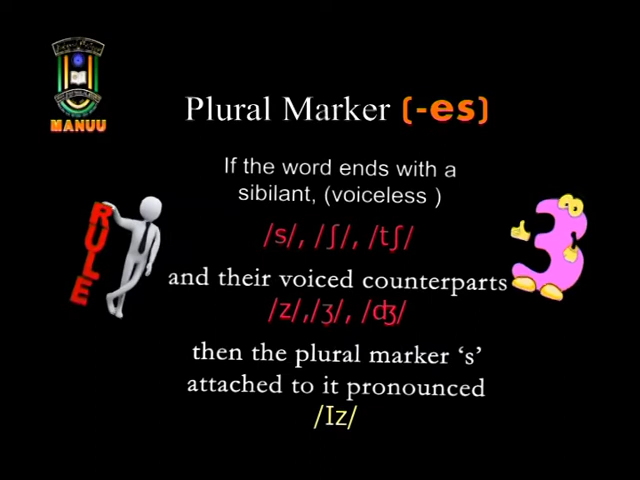 MANUU
Plural Marker (-es)
If the word ends with a
sibilant, (voiceless )
/s/, /ʃ/, /tʃ/
RULE
3
and their voiced counterparts
/z/,/ʒ/, /ʤ/
then the plural marker ‘s’
attached to it pronounced
/Iz/